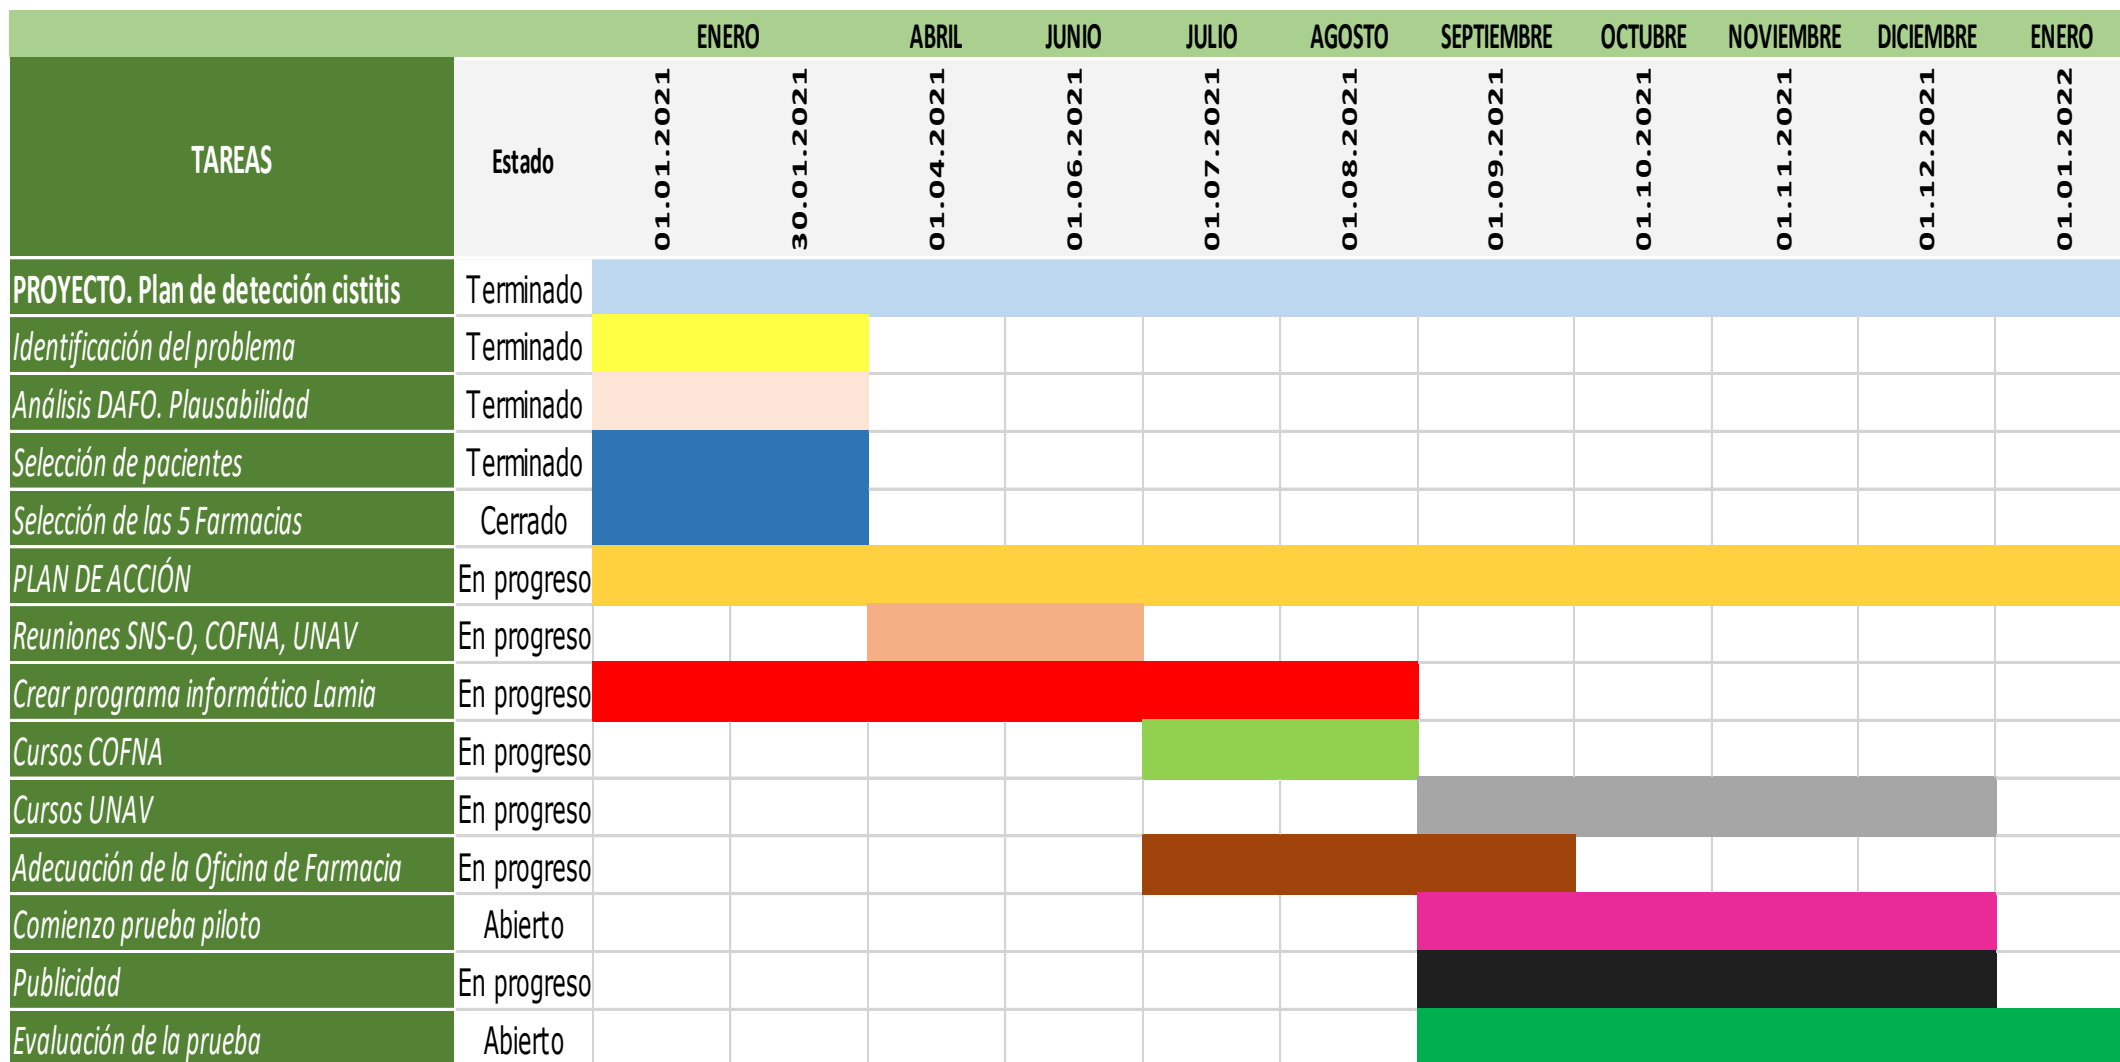 ENERO ABRIL JUNIO JULIO AGOSTO SEPTIEMBRE OCTUBRE NOVIEMBRE DICIEMBRE ENERO
TAREAS Estado 01.01.2021 30.01.2021 01.04.2021 01.06.2021 01.07.2021 01.08.2021 01.09.2021 01.10.2021 01.11.2021 01.12.2021 01.01.2022
PROYECTO. Plan de detección cistitis Terminado
Identificación del problema Terminado
Análisis DAFO. Plausabilidad Terminado
Selección de pacientes Terminado
Selección de las 5 Farmacias Cerrado
PLAN DE ACCIÓN En progreso
Reuniones SNS-O, COFNA, UNAV En progreso
Crear programa informático Lamia En progreso
Cursos COFNA En progreso
Cursos UNAV En progreso
Adecuación de la Oficina de Farmacia En progreso
Comienzo prueba piloto Abierto
Publicidad En progreso
Evaluación de la prueba Abierto